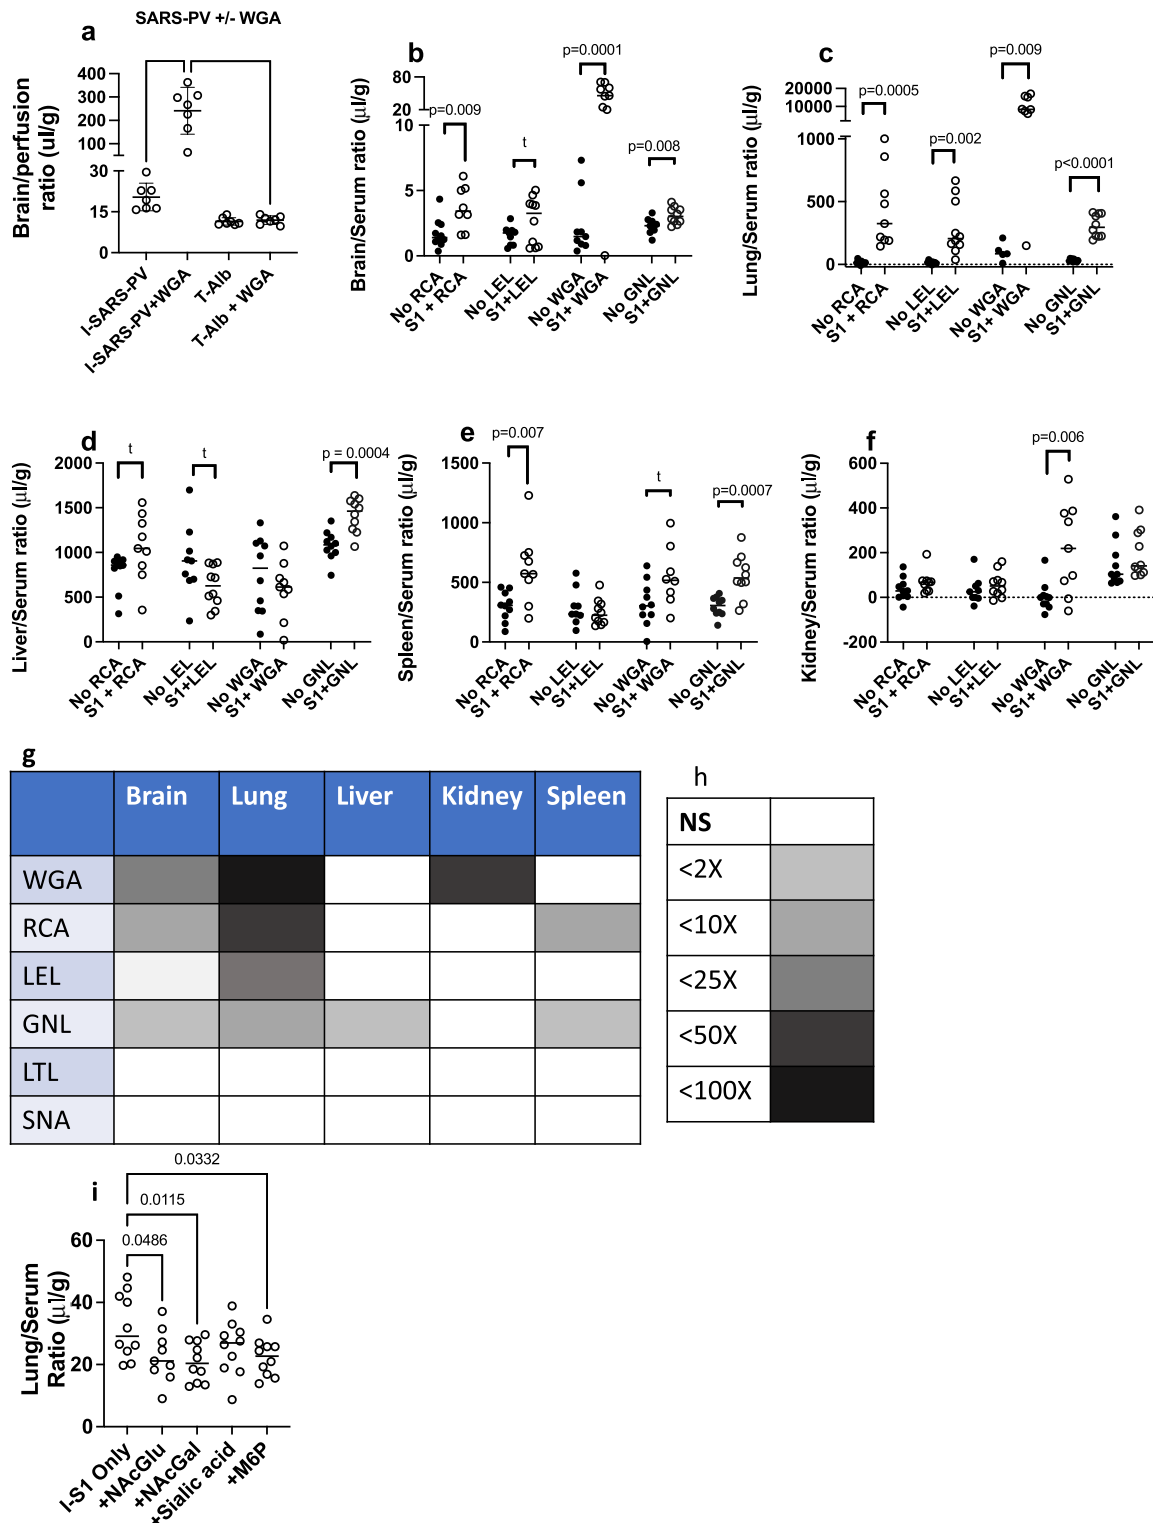 SARS-PV +/- WGA
a
Brain/perfusion
ratio (ul/g)
400
300
200
100
30
15
0
I-SARS-PV
I-SARS-PV+WGA
T-Alb
T-Alb + WGA
b
p=0.0001
p=0.009
t
p=0.008
Brain/Serum ratio (µl/g)
80
20
10
5
0
No RCA
S1 + RCA
No LEL
S1+LEL
No WGA
S1+ WGA
No GNL
S1+GNL
c
p=0.009
p=0.0005
p=0.002
p<0.0001
Lung/Serum ratio (µl/g)
20000
10000
1000
500
0
No RCA
S1 + RCA
No LEL
S1+LEL
No WGA
S1+ WGA
No GNL
S1+GNL
d
t
t
p = 0.0004
Liver/Serum ratio (µl/g)
2000
1500
1000
500
0
No RCA
S1 + RCA
No LEL
S1+LEL
No WGA
S1+ WGA
No GNL
S1+GNL
e
p=0.007
t
p=0.0007
Spleen/Serum ratio (µl/g)
1500
1000
500
0
No RCA
S1 + RCA
No LEL
S1+LEL
No WGA
S1+ WGA
No GNL
S1+GNL
f
p=0.006
Kidney/Serum ratio (µl/g)
600
400
200
0
-200
No RCA
S1 + RCA
No LEL
S1+LEL
No WGA
S1+ WGA
No GNL
S1+GNL
g
Brain Lung Liver Kidney Spleen
WGA
RCA
LEL
GNL
LTL
SNA
h
NS
<2X
<10X
<25X
<50X
<100X
i
0.0332
0.0115
0.0486
Lung/Serum
Ratio (µl/g)
60
40
20
0
I-S1 Only
+NAcGlu
+NAcGal
+Sialic acid
+M6P